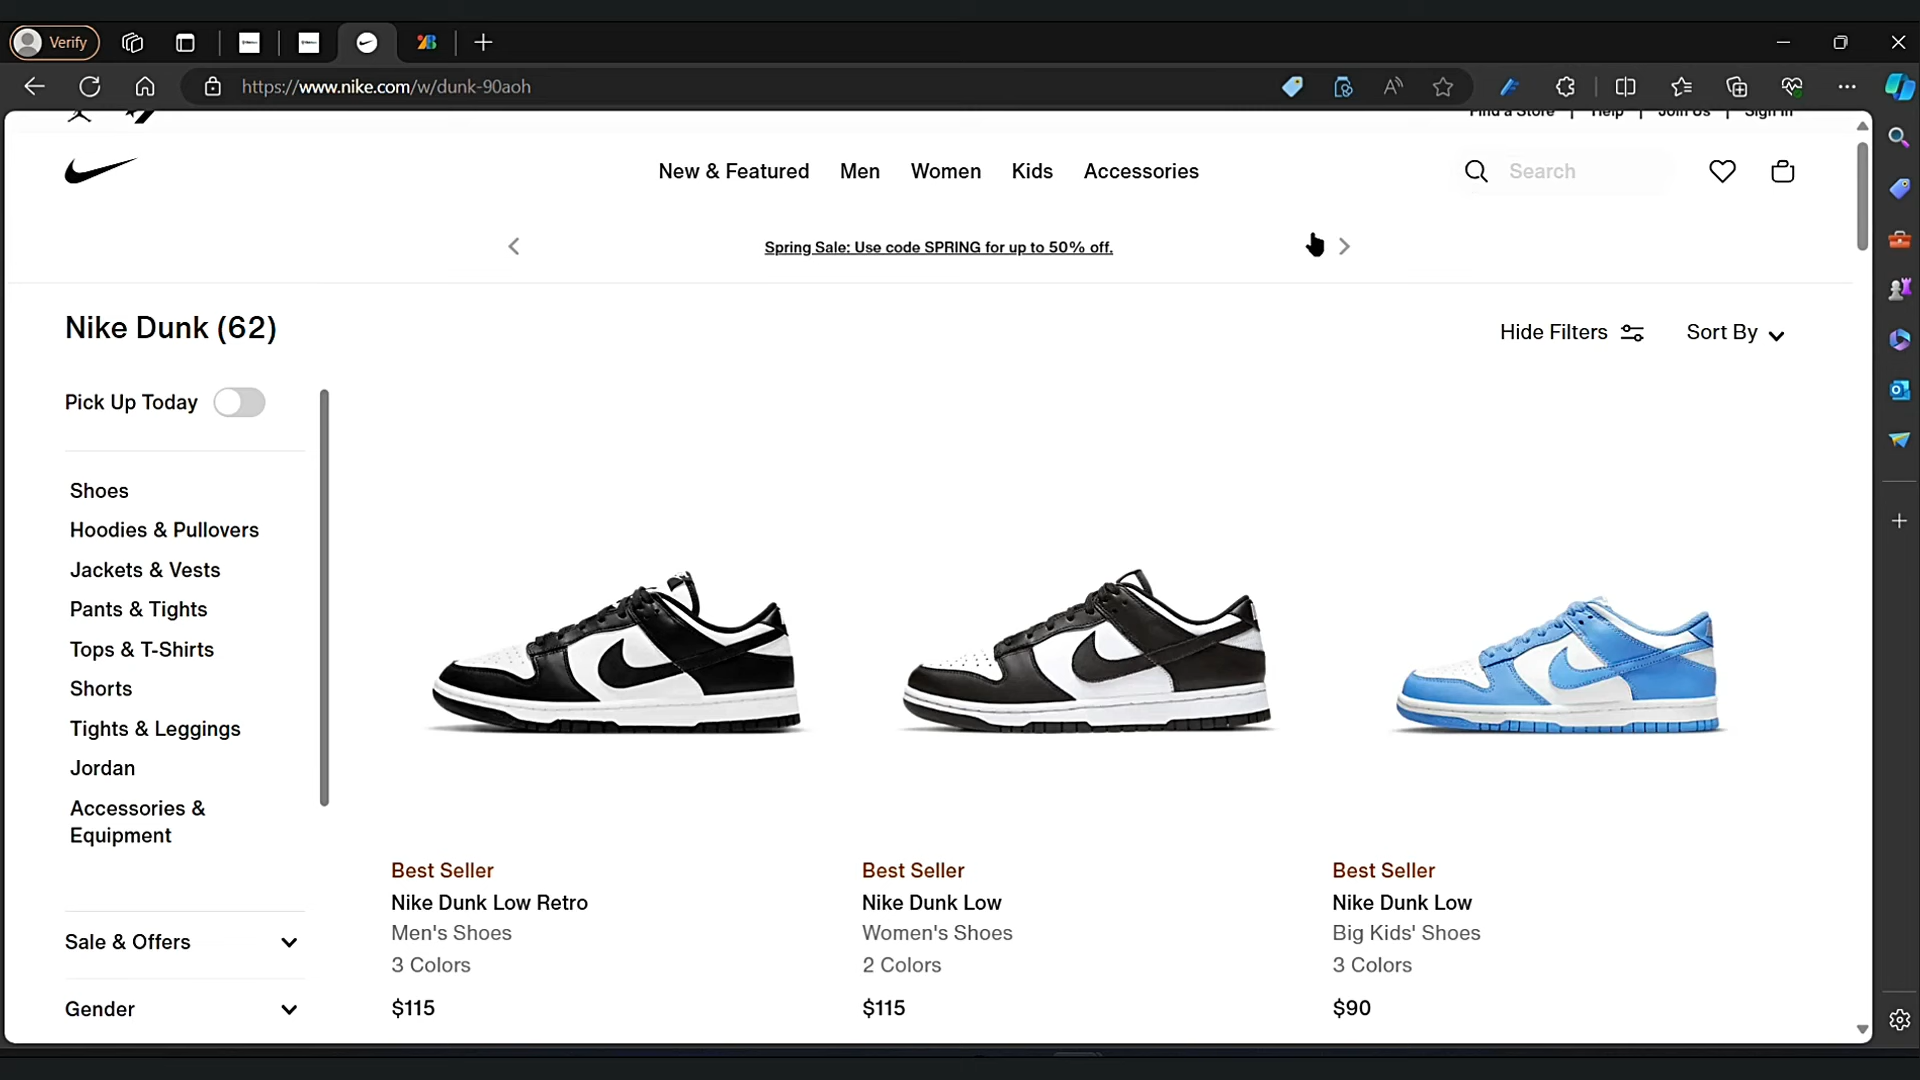 Verify
https://www.nike.com/w/dunk-90aoh
Find a Store | Help | Join Us | Sign In
New & Featured Men Women Kids Accessories
Search
Spring Sale: Use code SPRING for up to 50% off.
Nike Dunk (62)
Hide Filters
Sort By
Pick Up Today
Shoes
Hoodies & Pullovers
Jackets & Vests
Pants & Tights
Tops & T-Shirts
Shorts
Tights & Leggings
Jordan
Accessories &
Equipment
Sale & Offers
Gender
Best Seller
Nike Dunk Low Retro
Men's Shoes
3 Colors
$115
Best Seller
Nike Dunk Low
Women's Shoes
2 Colors
$115
Best Seller
Nike Dunk Low
Big Kids' Shoes
3 Colors
$90